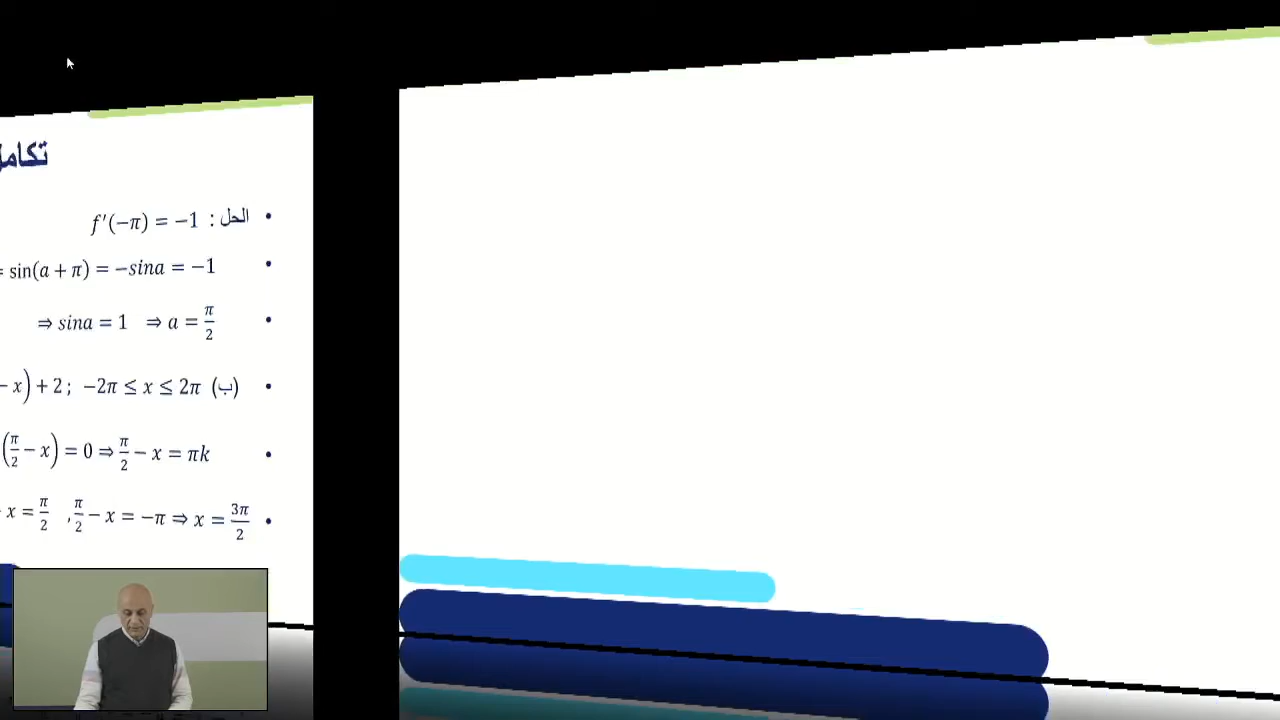 تكامل
• الحل : f′(−π) = −1
• = sin(a + π) = −sina = −1
• ⇒ sina = 1 ⇒ a = π/2
• (ب) − x) + 2 ; −2π ≤ x ≤ 2π
• (π/2 − x) = 0 ⇒ π/2 − x = πk
• x = π/2 , π/2 − x = −π ⇒ x = 3π/2